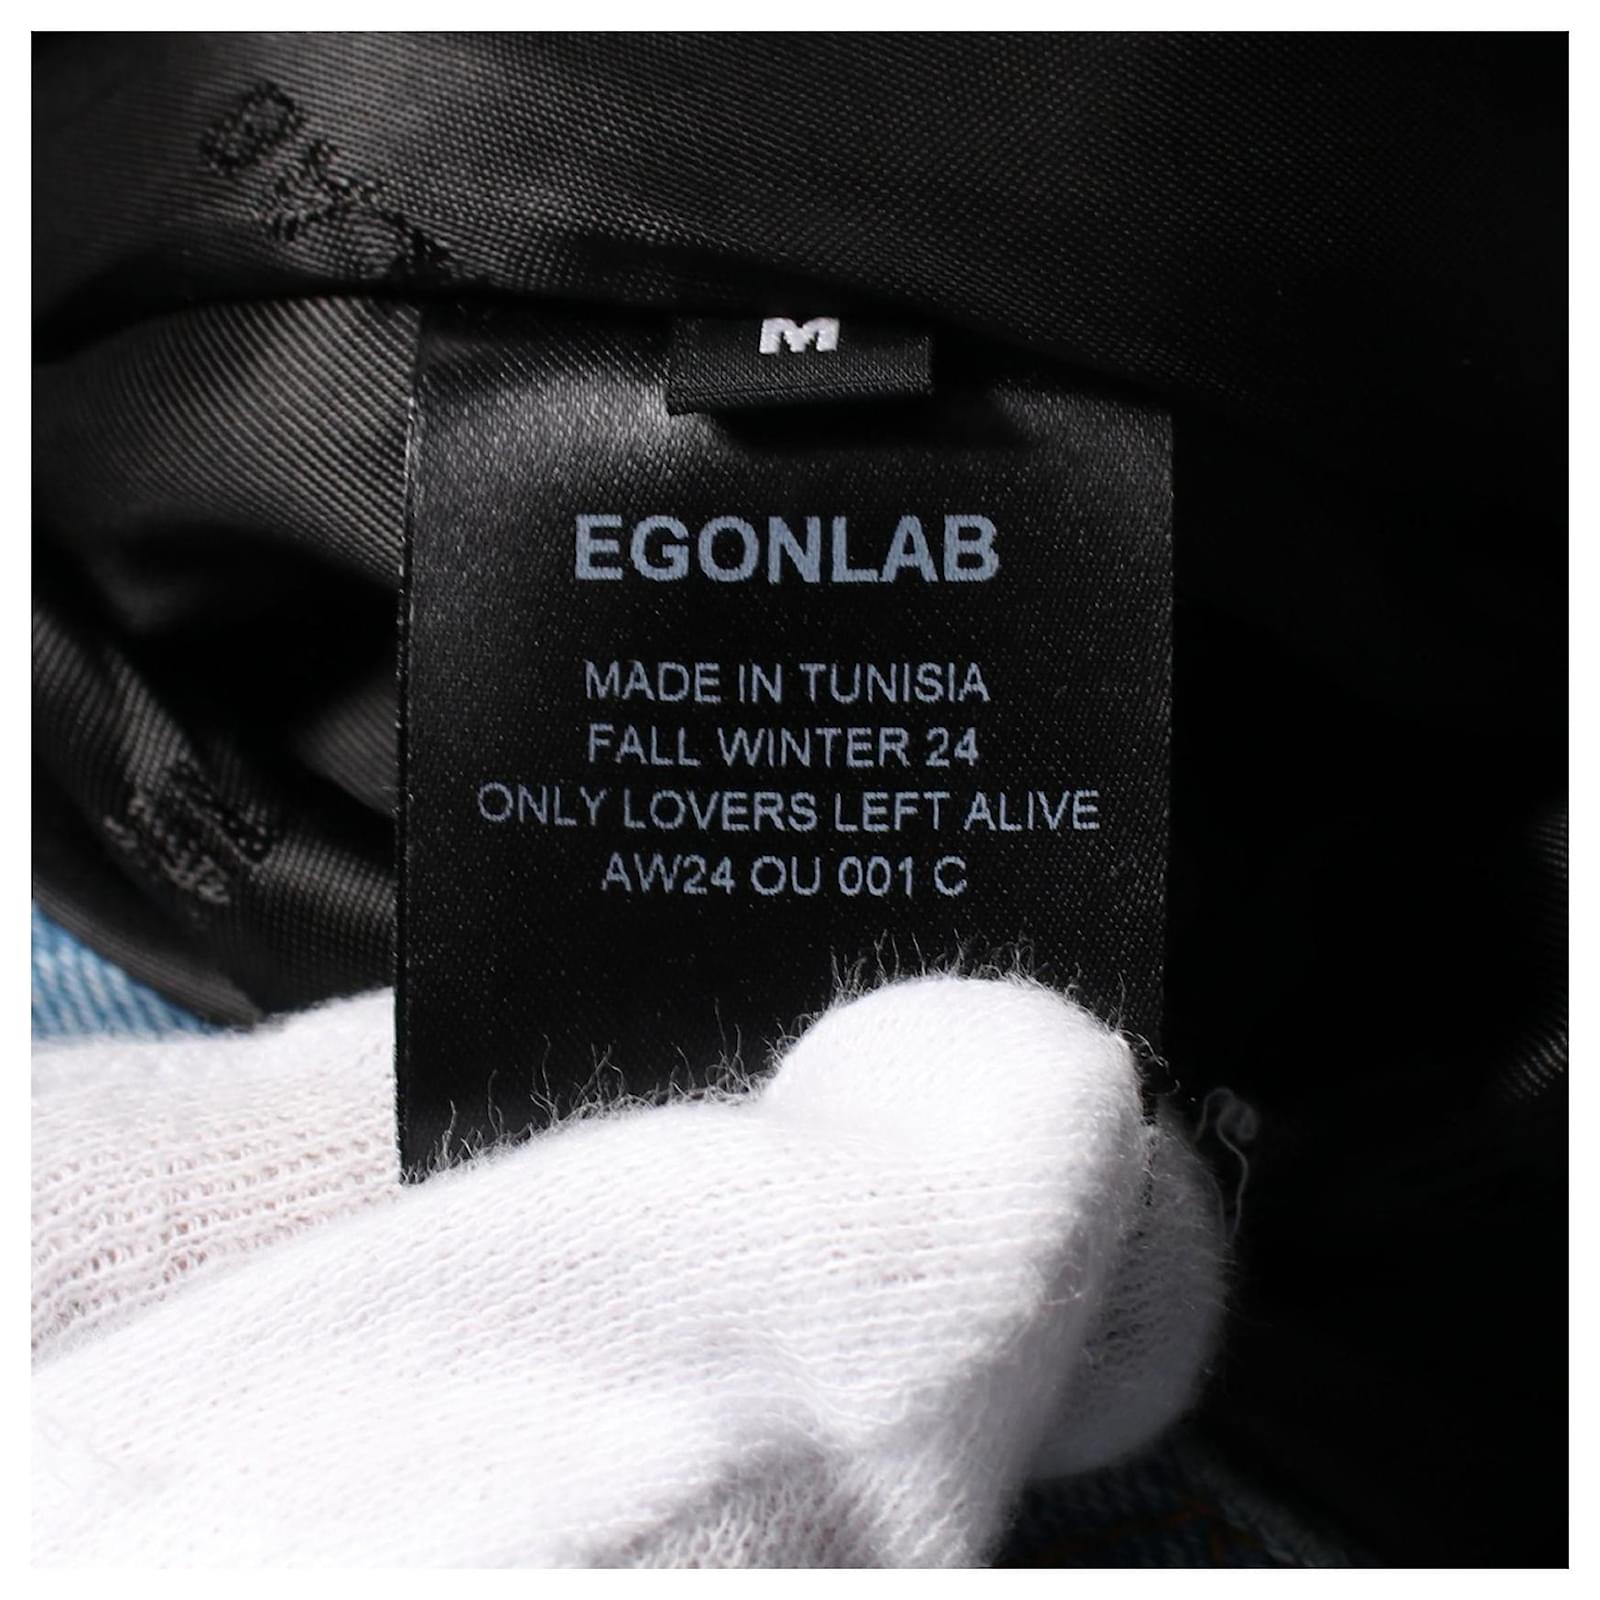 M
EGONLAB
MADE IN TUNISIA
FALL WINTER 24
ONLY LOVERS LEFT ALIVE
AW24 OU 001 C